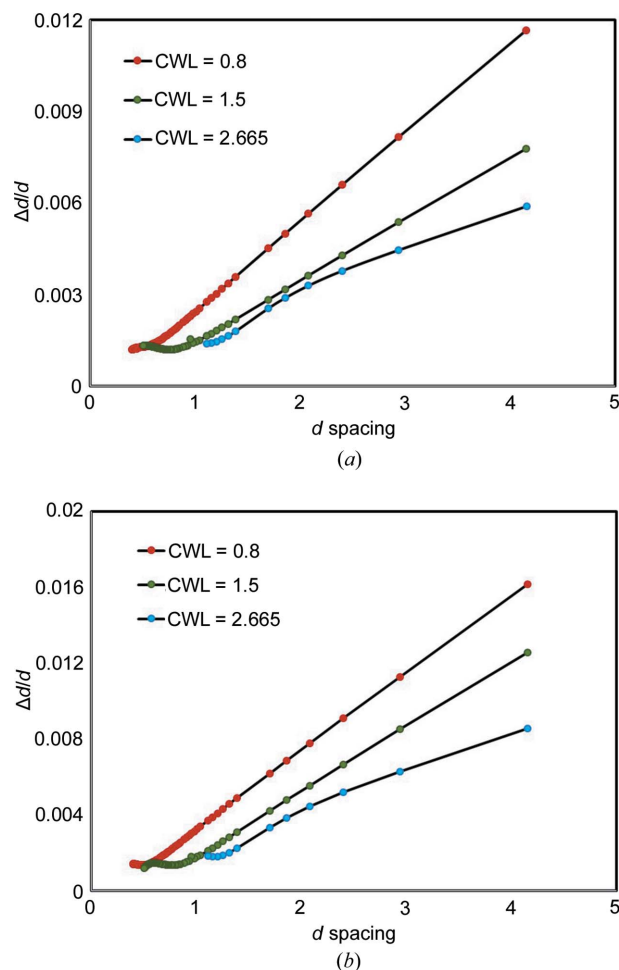 0.012
CWL = 0.8
0.009
CWL = 1.5
CWL = 2.665
Δd/d
0.006
0.003
0
0 1 2 3 4 5
d spacing
(a)
0.02
CWL = 0.8
0.016
CWL = 1.5
CWL = 2.665
0.012
Δd/d
0.008
0.004
0
0 1 2 3 4 5
d spacing
(b)